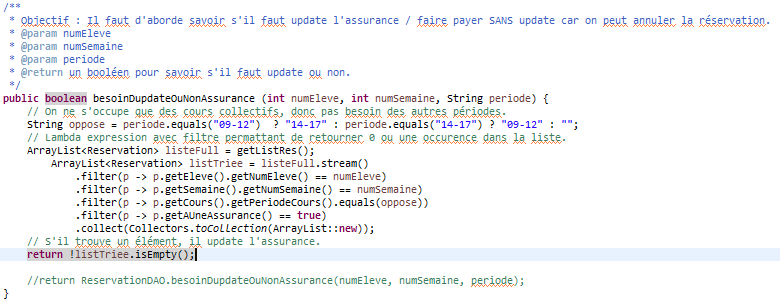 /**
 * Objectif : Il faut d'aborde savoir s'il faut update l'assurance / faire payer SANS update car on peut annuler la réservation.
 * @param numEleve
 * @param numSemaine
 * @param periode
 * @return un booléen pour savoir s'il faut update ou non.
 */
public boolean besoinDupdateOuNonAssurance (int numEleve, int numSemaine, String periode) {
// On ne s'occupe que des cours collectifs, donc pas besoin des autres périodes.
String oppose = periode.equals("09-12") ? "14-17" : periode.equals("14-17") ? "09-12" : "";
// Lambda expression avec filtre permattant de retourner 0 ou une occurence dans la liste.
ArrayList<Reservation> listeFull = getListRes();
ArrayList<Reservation> listTriee = listeFull.stream()
.filter(p -> p.getEleve().getNumEleve() == numEleve)
.filter(p -> p.getSemaine().getNumSemaine() == numSemaine)
.filter(p -> p.getCours().getPeriodeCours().equals(oppose))
.filter(p -> p.getAUneAssurance() == true)
.collect(Collectors.toCollection(ArrayList::new));
// S'il trouve un élément, il update l'assurance.
return !listTriee.isEmpty();
//return ReservationDAO.besoinDupdateOuNonAssurance(numEleve, numSemaine, periode);
}